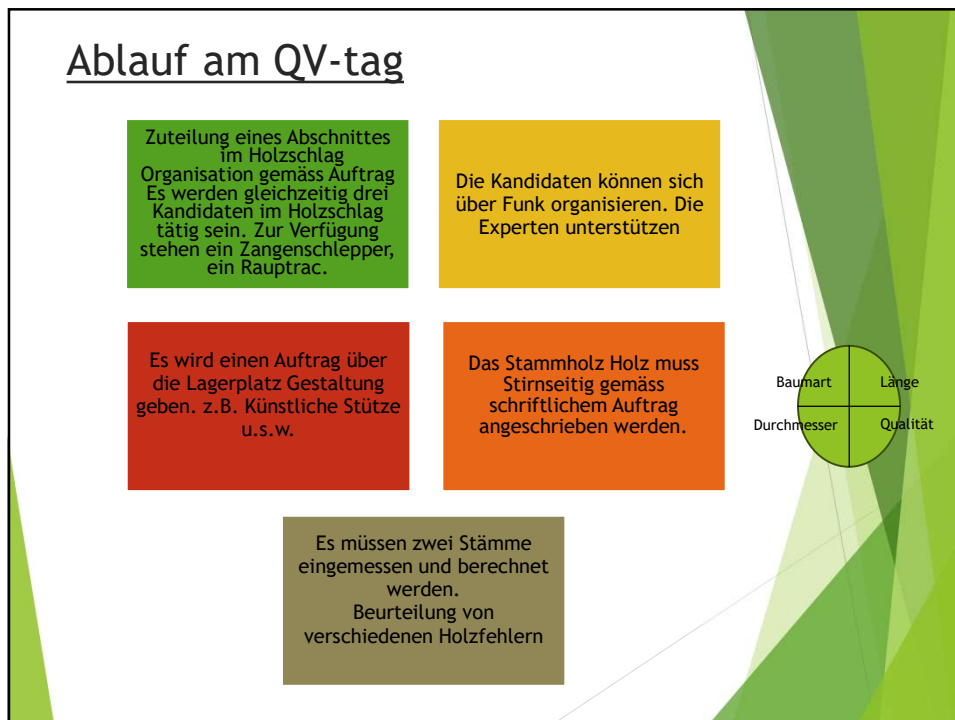 Ablauf am QV-tag
Zuteilung eines Abschnittes
im Holzschlag
Organisation gemäss Auftrag
Es werden gleichzeitig drei
Kandidaten im Holzschlag
tätig sein. Zur Verfügung
stehen ein Zangenschlepper,
ein Rauptrac.
Die Kandidaten können sich
über Funk organisieren. Die
Experten unterstützen
Es wird einen Auftrag über
die Lagerplatz Gestaltung
geben. z.B. Künstliche Stütze
u.s.w.
Das Stammholz Holz muss
Stirnseitig gemäss
schriftlichem Auftrag
angeschrieben werden.
Baumart Länge
Durchmesser Qualität
Es müssen zwei Stämme
eingemessen und berechnet
werden.
Beurteilung von
verschiedenen Holzfehlern